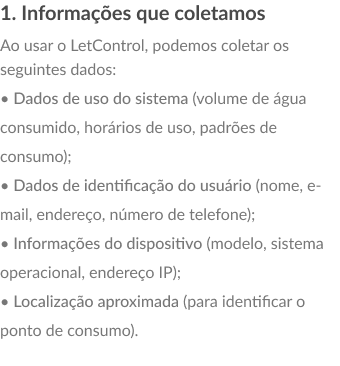 1. Informações que coletamos
Ao usar o LetControl, podemos coletar os
seguintes dados:
• Dados de uso do sistema (volume de água
consumido, horários de uso, padrões de
consumo);
• Dados de identificação do usuário (nome, e-
mail, endereço, número de telefone);
• Informações do dispositivo (modelo, sistema
operacional, endereço IP);
• Localização aproximada (para identificar o
ponto de consumo).